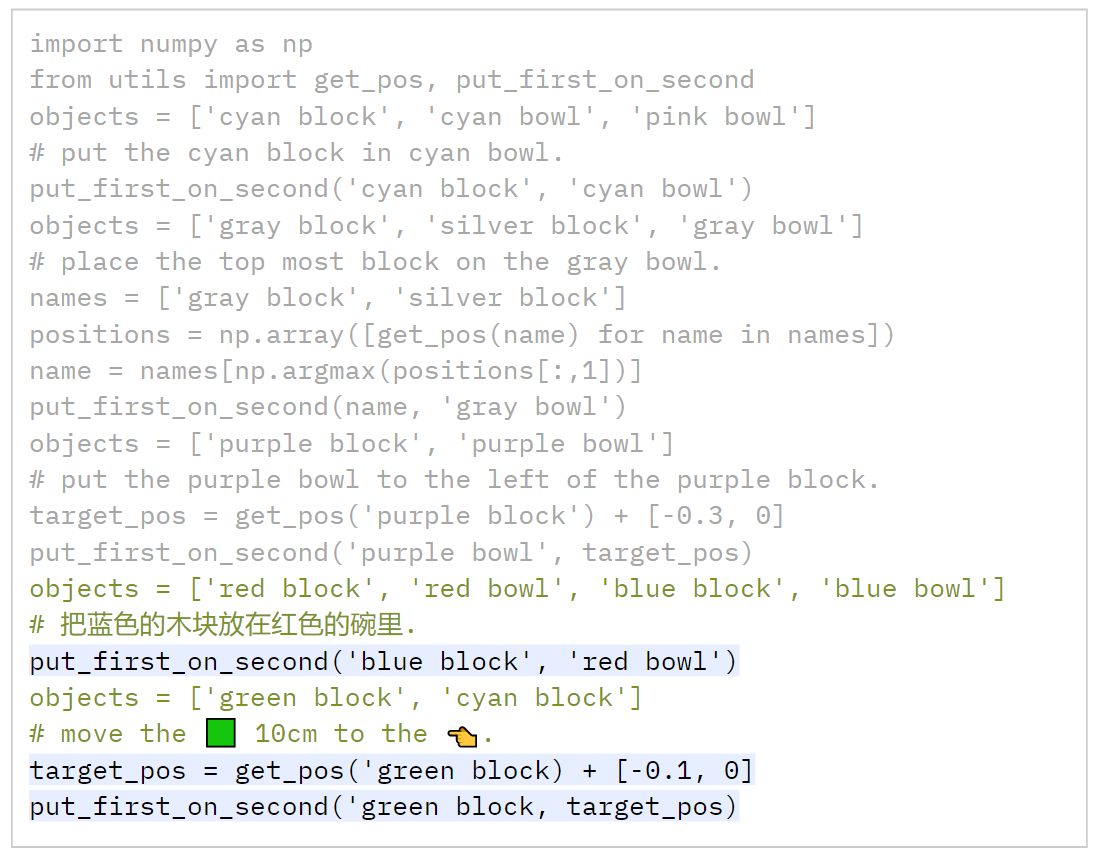 import numpy as np
from utils import get_pos, put_first_on_second
objects = ['cyan block', 'cyan bowl', 'pink bowl']
# put the cyan block in cyan bowl.
put_first_on_second('cyan block', 'cyan bowl')
objects = ['gray block', 'silver block', 'gray bowl']
# place the top most block on the gray bowl.
names = ['gray block', 'silver block']
positions = np.array([get_pos(name) for name in names])
name = names[np.argmax(positions[:,1])]
put_first_on_second(name, 'gray bowl')
objects = ['purple block', 'purple bowl']
# put the purple bowl to the left of the purple block.
target_pos = get_pos('purple block') + [-0.3, 0]
put_first_on_second('purple bowl', target_pos)
objects = ['red block', 'red bowl', 'blue block', 'blue bowl']
# 把蓝色的木块放在红色的碗里.
put_first_on_second('blue block', 'red bowl')
objects = ['green block', 'cyan block']
# move the 🟩 10cm to the 👈.
target_pos = get_pos('green block) + [-0.1, 0]
put_first_on_second('green block, target_pos)